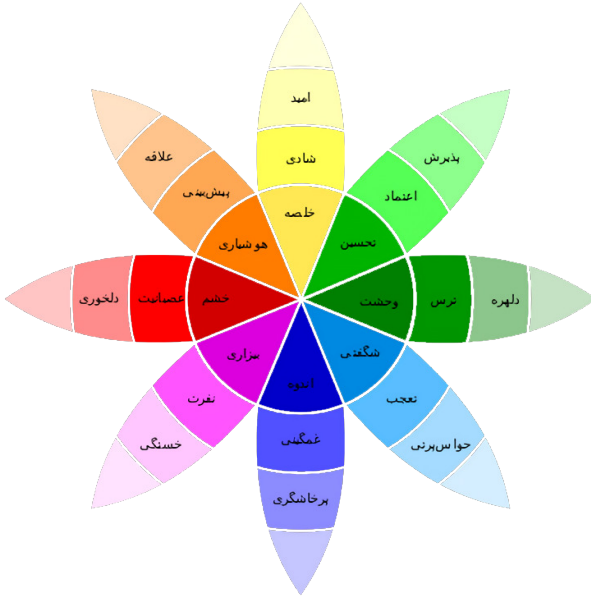 امید
شادی
خلصه
پذیرش
اعتماد
تحسین
دلهره
ترس
وحشت
حواس‌پرتی
تعجب
شگفتی
پرخاشگری
غمگینی
اندوه
خستگی
نفرت
بیزاری
دلخوری
عصبانیت
خشم
علاقه
پیش‌بینی
هوشیاری